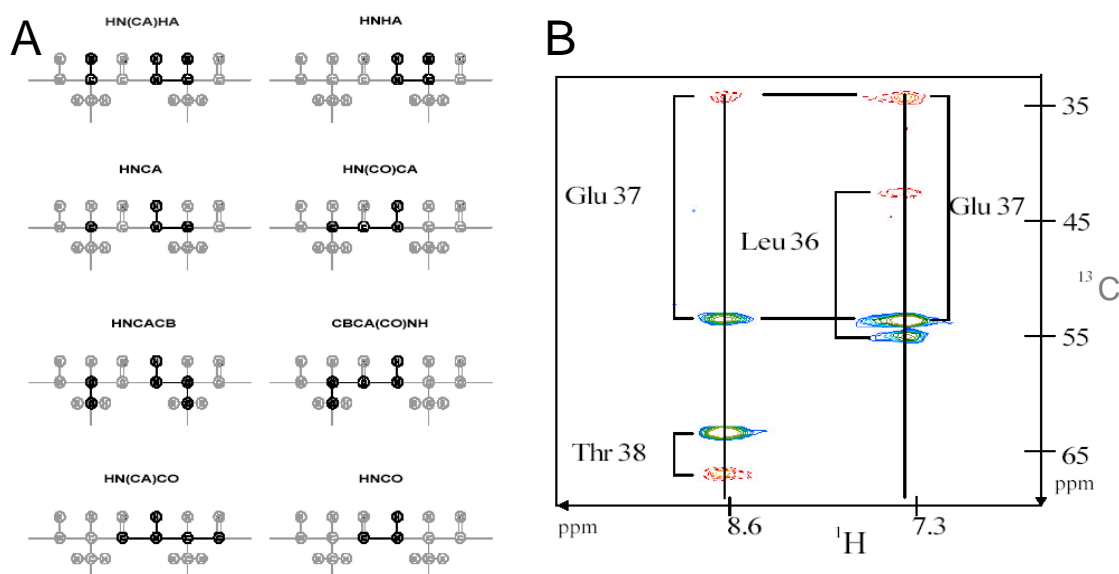 A
HN(CA)HA
HNHA
HNCA
HN(CO)CA
HNCACB
CBCA(CO)NH
HN(CA)CO
HNCO
B
35
Glu 37
Glu 37
45
Leu 36
13 C
55
Thr 38
65
ppm
ppm
8.6
1H
7.3